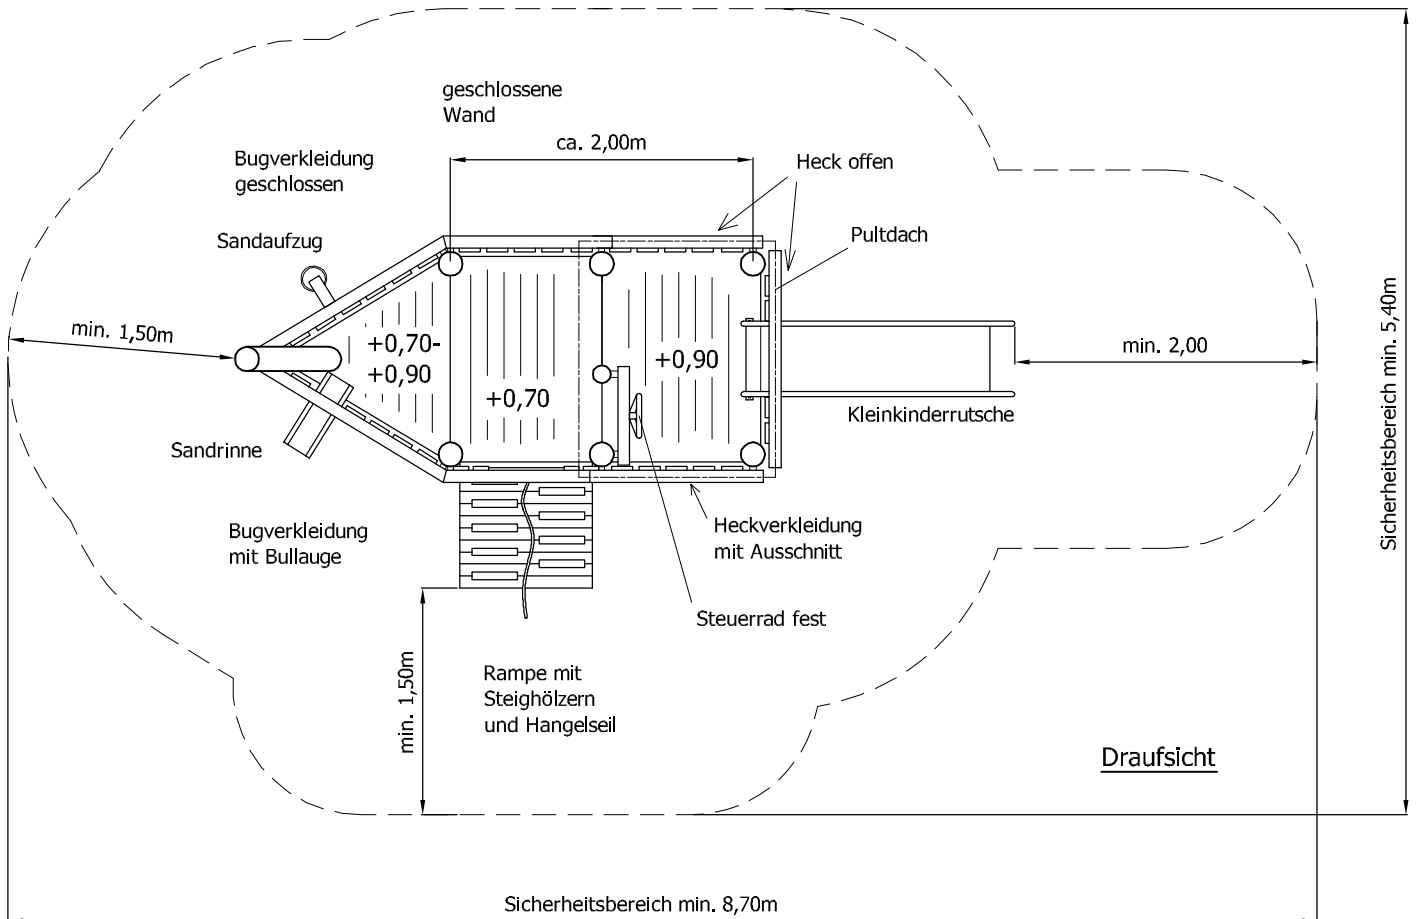 geschlossene
Wand
ca. 2,00m
Bugverkleidung
geschlossen
Heck offen
Sandaufzug
Pultdach
min. 1,50m
+0,70-
+0,90
+0,70
+0,90
min. 2,00
Sicherheitsbereich min. 5,40m
Kleinkinderrutsche
Sandrinne
Bugverkleidung
mit Bullauge
Heckverkleidung
mit Ausschnitt
Steuerrad fest
min. 1,50m
Rampe mit
Steighölzern
und Hangelseil
Draufsicht
Sicherheitsbereich min. 8,70m